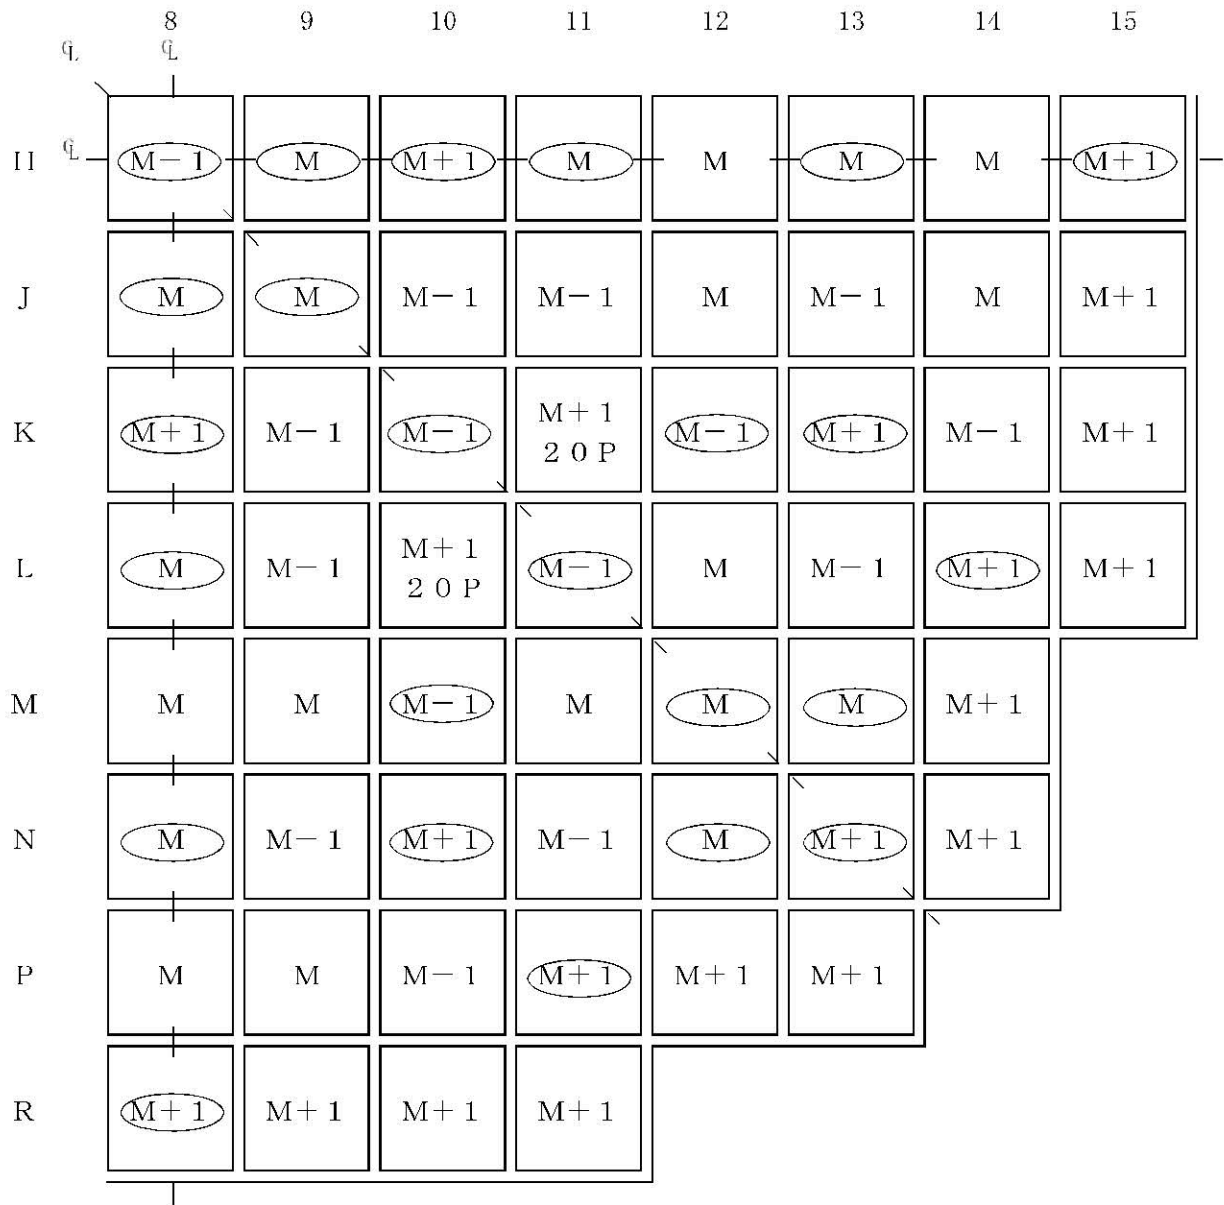 8 9 10 11 12 13 14 15
℄ ℄
H ℄ M-1 M M+1 M M M M M+1
J M M M-1 M-1 M M-1 M M+1
K M+1 M-1 M-1 M+1 20P M-1 M+1 M-1 M+1
L M M-1 M+1 20P M-1 M M-1 M+1 M+1
M M M M-1 M M M M+1
N M M-1 M+1 M-1 M M+1 M+1
P M M M-1 M+1 M+1 M+1
R M+1 M+1 M+1 M+1